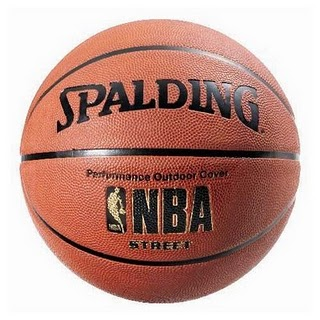 SPALDING
Performance Outdoor Cover
NBA
STREET